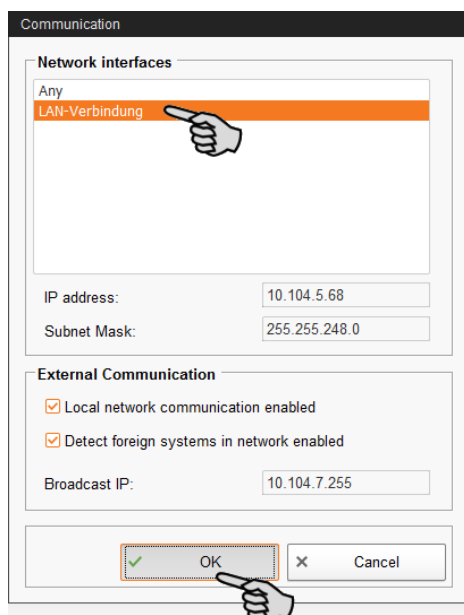 Communication
Network interfaces
Any
LAN-Verbindung
IP address: 10.104.5.68
Subnet Mask: 255.255.248.0
External Communication
Local network communication enabled
Detect foreign systems in network enabled
Broadcast IP: 10.104.7.255
OK Cancel